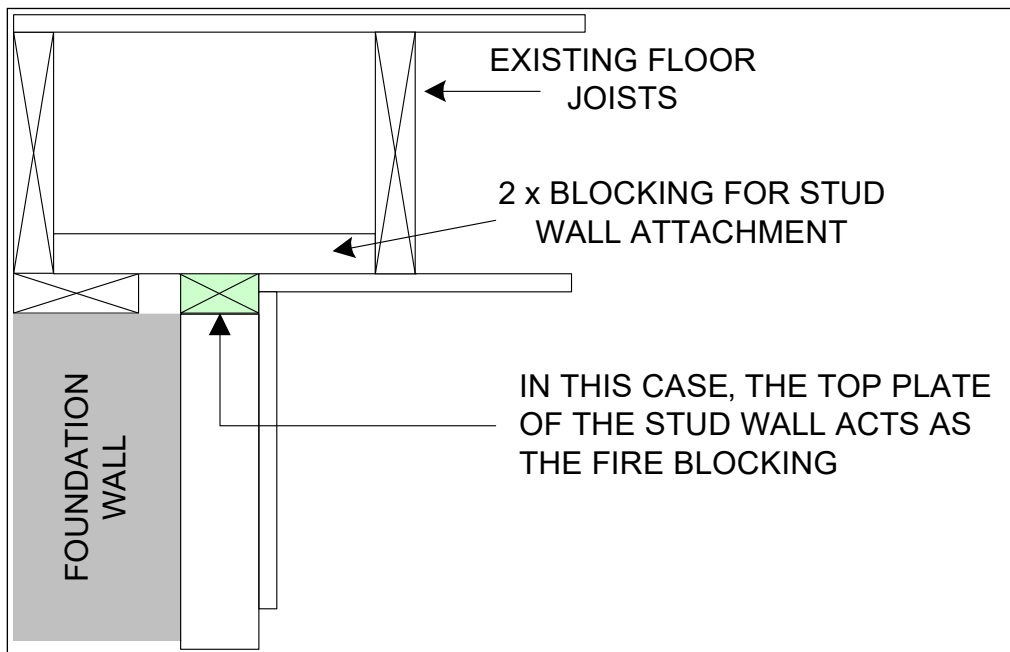 EXISTING FLOOR
JOISTS
2 x BLOCKING FOR STUD
WALL ATTACHMENT
IN THIS CASE, THE TOP PLATE
OF THE STUD WALL ACTS AS
THE FIRE BLOCKING
FOUNDATION
WALL